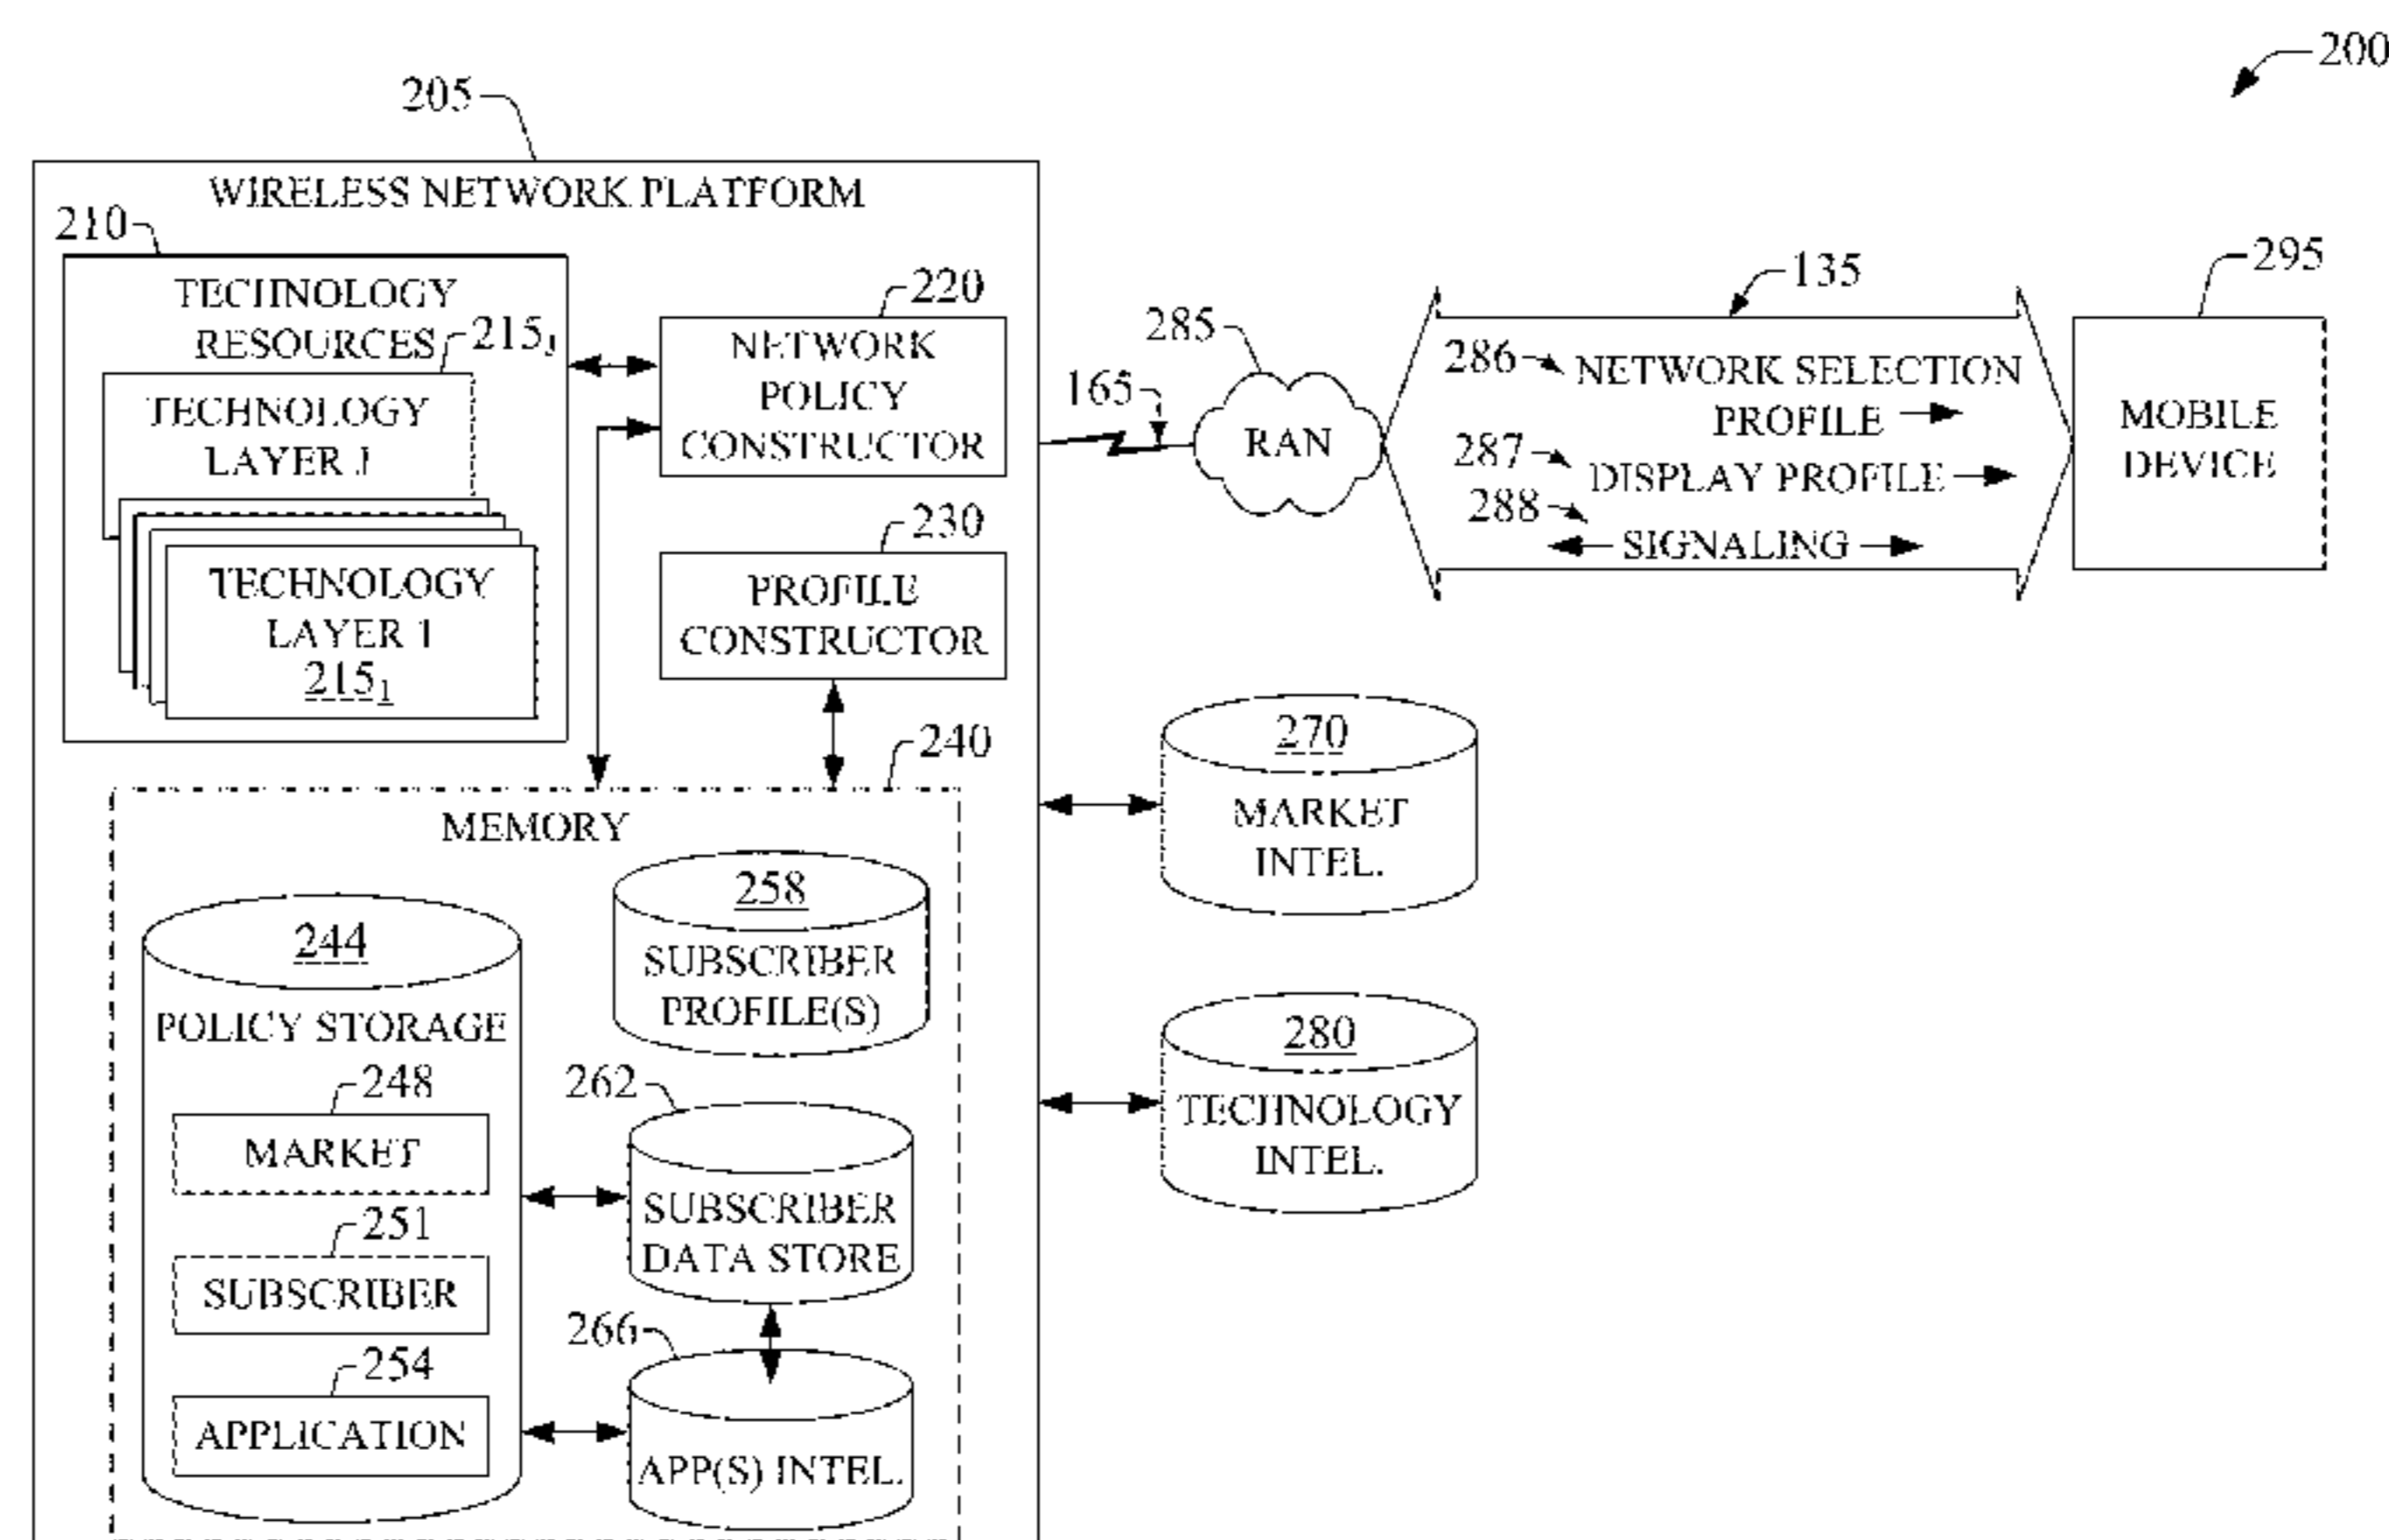 200
205
WIRELESS NETWORK PLATFORM
210
TECHNOLOGY
RESOURCES
215J
TECHNOLOGY
LAYER J
TECHNOLOGY
LAYER 1
2151
220
NETWORK
POLICY
CONSTRUCTOR
230
PROFILE
CONSTRUCTOR
165
285
RAN
135
286
NETWORK SELECTION
PROFILE
287
DISPLAY PROFILE
288
SIGNALING
295
MOBILE
DEVICE
240
MEMORY
244
POLICY STORAGE
248
MARKET
251
SUBSCRIBER
254
APPLICATION
258
SUBSCRIBER
PROFILE(S)
262
SUBSCRIBER
DATA STORE
266
APP(S) INTEL.
270
MARKET
INTEL.
280
TECHNOLOGY
INTEL.